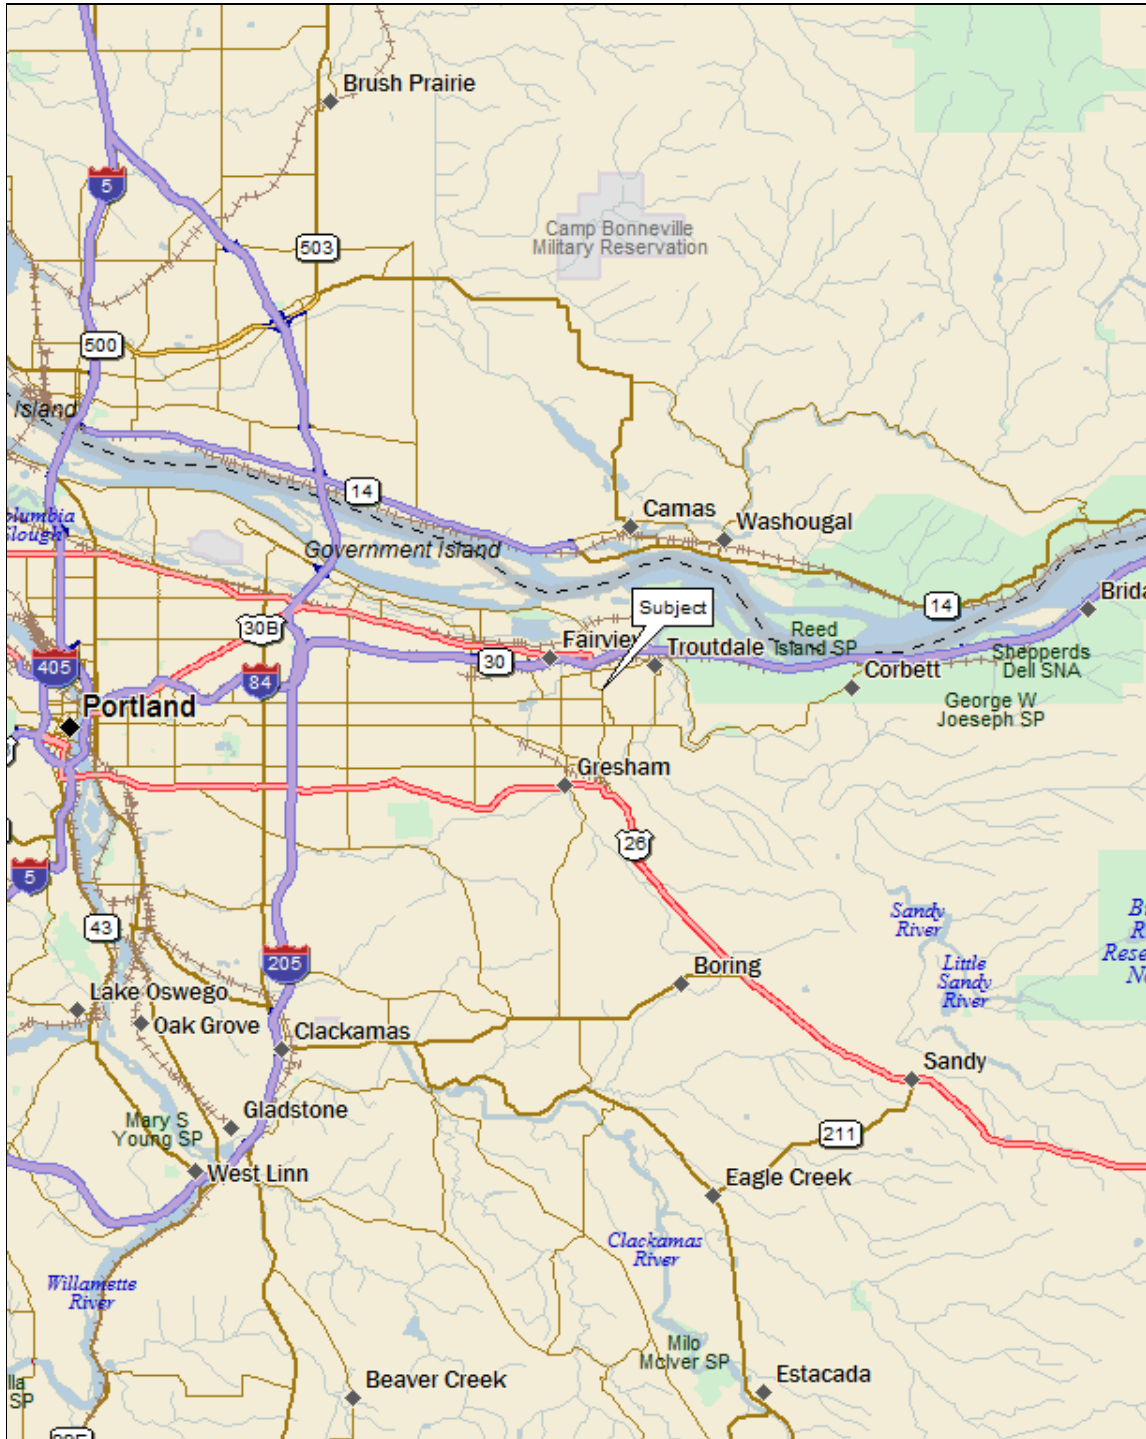 Brush Prairie
5
503
Camp Bonneville
Military Reservation
500
Island
14
Camas
Washougal
Government Island
Subject
14
30B
Fairview
Troutdale
Reed
Island SP
Shepperds
Dell SNA
405
84
30
Corbett
George W
Joeseph SP
Portland
Gresham
26
5
43
Sandy
River
205
Boring
Little
Sandy
River
Lake Oswego
Oak Grove
Clackamas
Sandy
Gladstone
Mary S
Young SP
211
West Linn
Eagle Creek
Clackamas
River
Willamette
River
Milo
McIver SP
Beaver Creek
Estacada